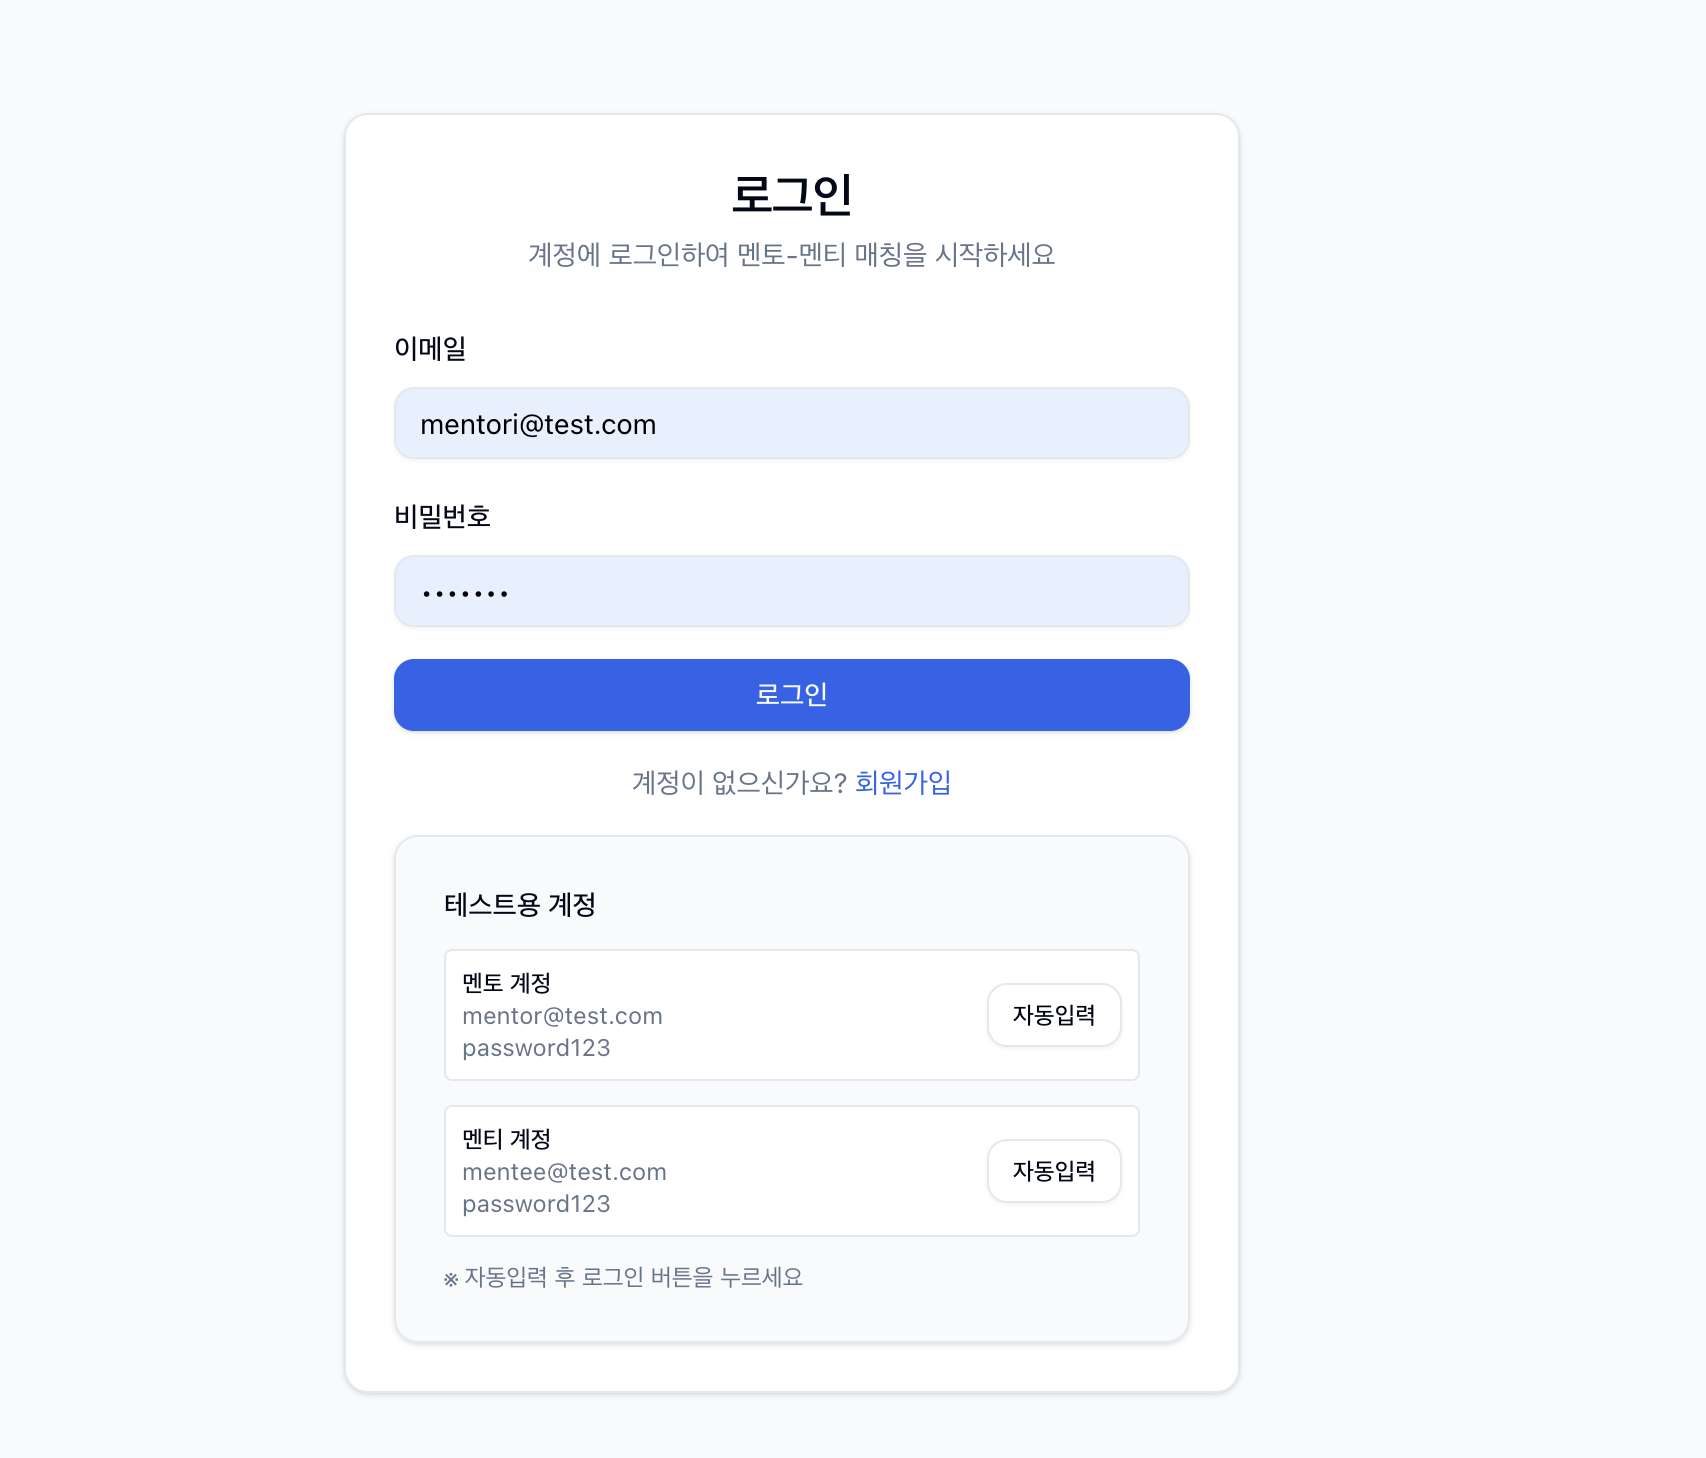 로그인
계정에 로그인하여 멘토-멘티 매칭을 시작하세요
이메일
mentori@test.com
비밀번호
•••••••
로그인
계정이 없으신가요? 회원가입
테스트용 계정
멘토 계정
mentor@test.com
password123
자동입력
멘티 계정
mentee@test.com
password123
자동입력
※ 자동입력 후 로그인 버튼을 누르세요